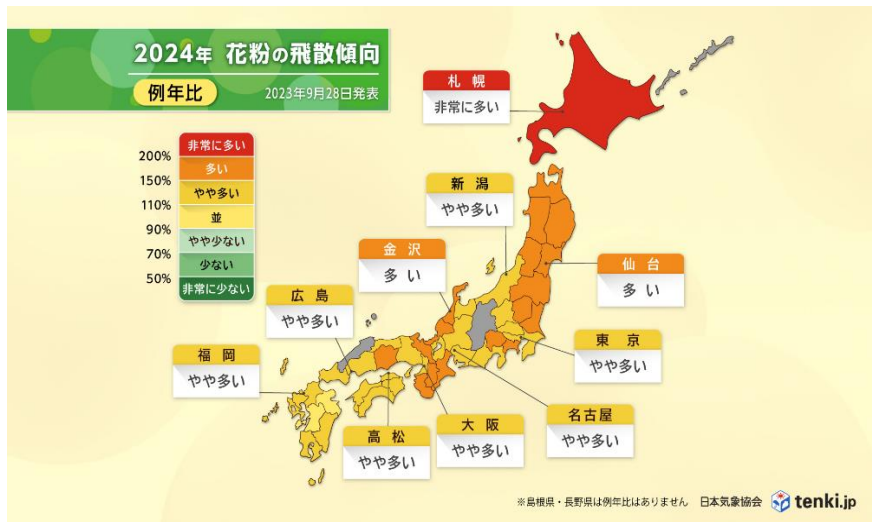 2024年 花粉の飛散傾向
例年比
2023年9月28日発表
非常に多い
200%
多い
150%
やや多い
110%
並
90%
やや少ない
70%
少ない
50%
非常に少ない
札幌
非常に多い
新潟
やや多い
金沢
多い
仙台
多い
広島
やや多い
福岡
やや多い
東京
やや多い
名古屋
やや多い
大阪
やや多い
高松
やや多い
※島根県・長野県は例年比はありません
日本気象協会 tenki.jp